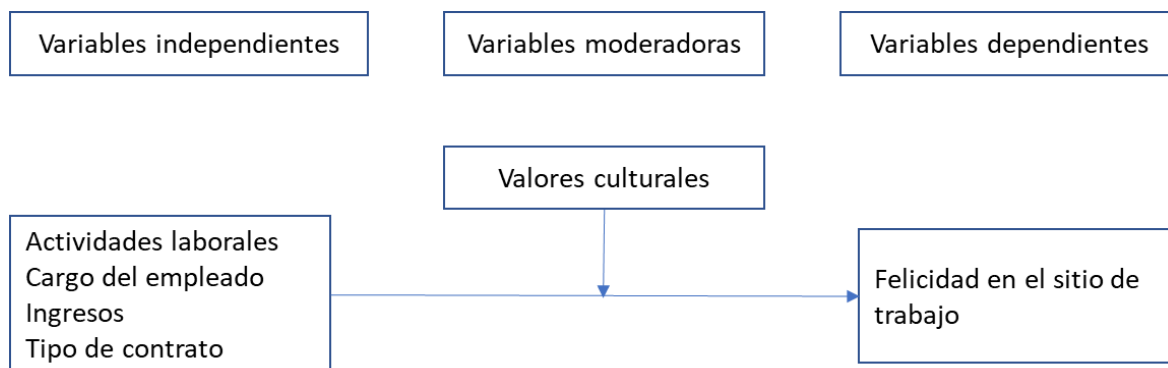 Variables independientes
Variables moderadoras
Variables dependientes
Valores culturales
Actividades laborales
Cargo del empleado
Ingresos
Tipo de contrato
Felicidad en el sitio de
trabajo